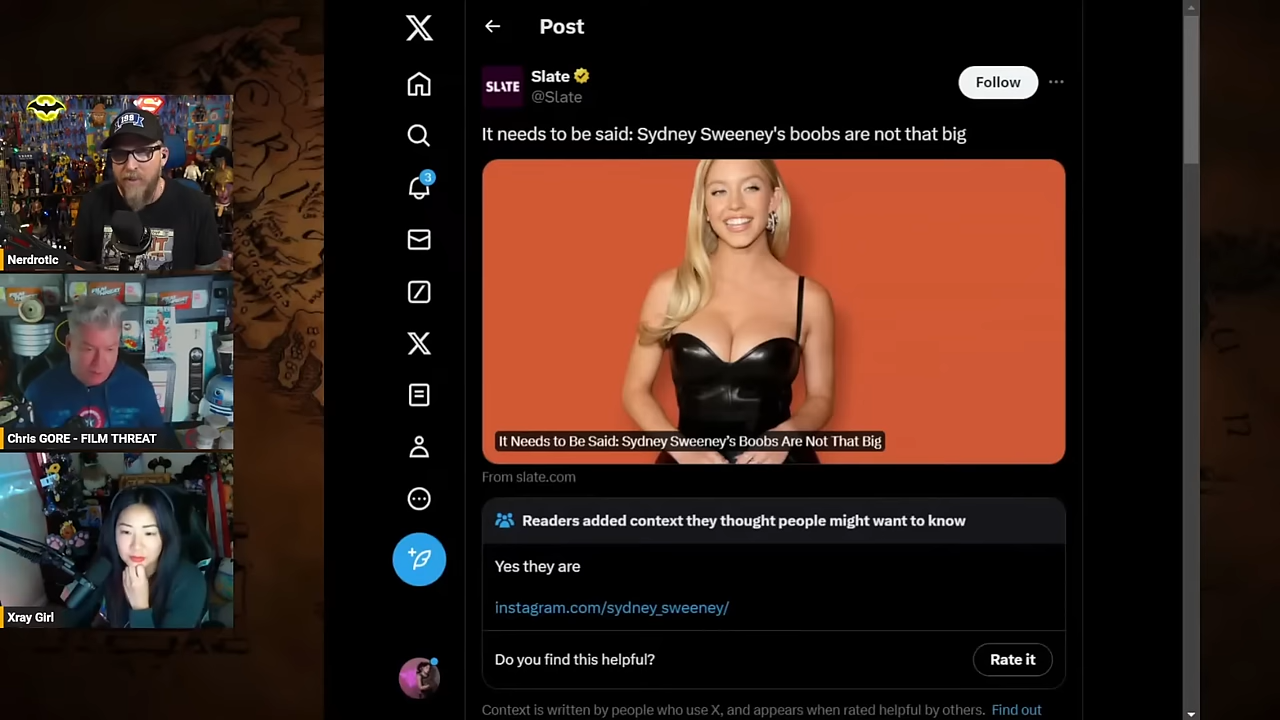 Post
SLATE
Slate
@Slate
Follow
It needs to be said: Sydney Sweeney's boobs are not that big
It Needs to Be Said: Sydney Sweeney's Boobs Are Not That Big
From slate.com
Readers added context they thought people might want to know
Yes they are
instagram.com/sydney_sweeney/
Do you find this helpful?
Rate it
Context is written by people who use X, and appears when rated helpful by others. Find out
3
Nerdrotic
Chris GORE - FILM THREAT
Xray Girl